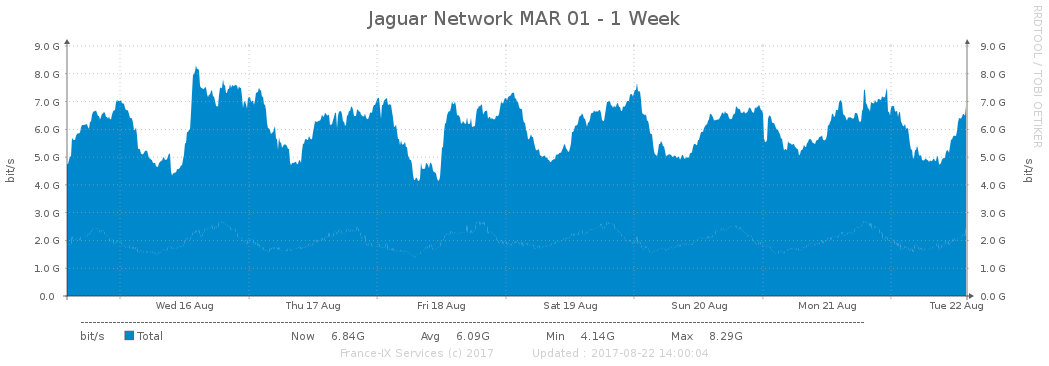 Jaguar Network MAR 01 - 1 Week
RRDTOOL / TOBI OETIKER
9.0 G 9.0 G
8.0 G 8.0 G
7.0 G 7.0 G
6.0 G 6.0 G
5.0 G 5.0 G
4.0 G 4.0 G
3.0 G 3.0 G
2.0 G 2.0 G
1.0 G 1.0 G
0.0 0.0 G
bit/s bit/s
Wed 16 Aug Thu 17 Aug Fri 18 Aug Sat 19 Aug Sun 20 Aug Mon 21 Aug Tue 22 Aug
bit/s Total Now 6.84G Avg 6.09G Min 4.14G Max 8.29G
France-IX Services (c) 2017 Updated : 2017-08-22 14:00:04